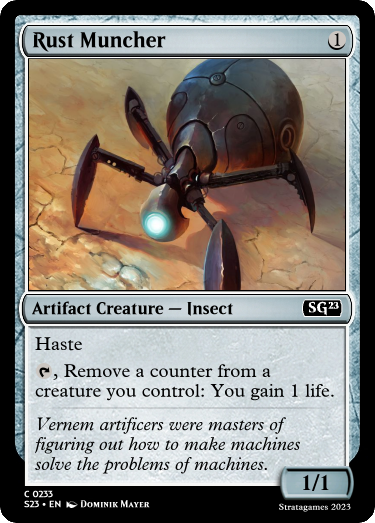 Rust Muncher 1
Artifact Creature — Insect SG23
Haste
, Remove a counter from a
creature you control: You gain 1 life.
Vernem artificers were masters of
figuring out how to make machines
solve the problems of machines.
1/1
C 0233
S23 • EN Dominik Mayer
Stratagames 2023